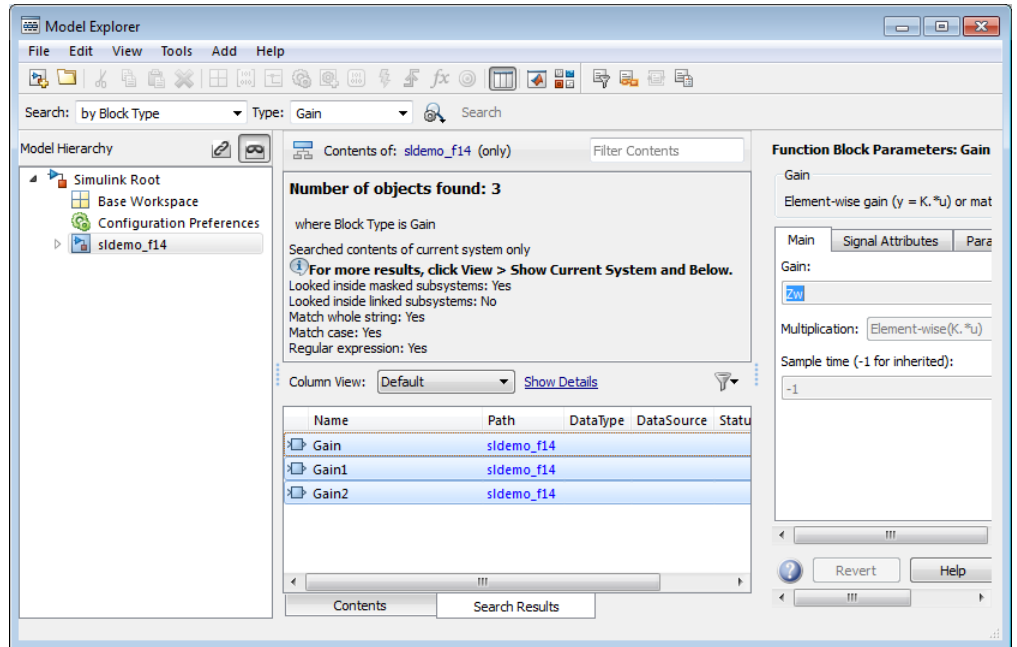 Model Explorer
File Edit View Tools Add Help
fx
Search: by Block Type Type: Gain Search
Model Hierarchy
Simulink Root
Base Workspace
Configuration Preferences
sldemo_f14
Contents of: sldemo_f14 (only) Filter Contents
Number of objects found: 3
where Block Type is Gain
Searched contents of current system only
For more results, click View > Show Current System and Below.
Looked inside masked subsystems: Yes
Looked inside linked subsystems: No
Match whole string: Yes
Match case: Yes
Regular expression: Yes
Column View: Default Show Details
Name Path DataType DataSource Statu
Gain sldemo_f14
Gain1 sldemo_f14
Gain2 sldemo_f14
Contents Search Results
Function Block Parameters: Gain
Gain
Element-wise gain (y = K.*u) or mat
Main Signal Attributes Para
Gain:
Zw
Multiplication: Element-wise(K.*u)
Sample time (-1 for inherited):
-1
Revert Help